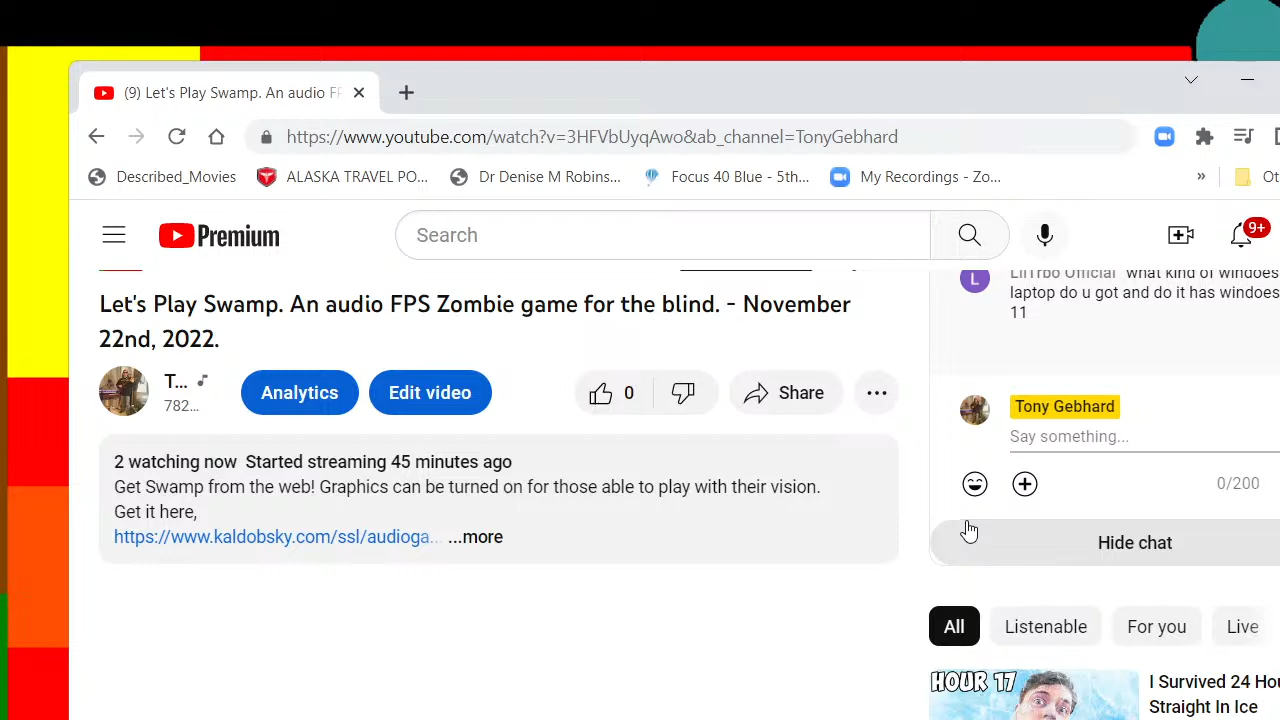 (9) Let's Play Swamp. An audio F
https://www.youtube.com/watch?v=3HFVbUyqAwo&ab_channel=TonyGebhard
Described_Movies ALASKA TRAVEL PO... Dr Denise M Robins... Focus 40 Blue - 5th... My Recordings - Zo... » Ot
Premium Search 9+
LilTrbo Official what kind of windoes
laptop do u got and do it has windoes
11
Let's Play Swamp. An audio FPS Zombie game for the blind. - November
22nd, 2022.
T... Analytics Edit video 0 Share
782...
Tony Gebhard
Say something...
0/200
Hide chat
2 watching now Started streaming 45 minutes ago
Get Swamp from the web! Graphics can be turned on for those able to play with their vision.
Get it here,
https://www.kaldobsky.com/ssl/audioga... ...more
All Listenable For you Live
HOUR 17
I Survived 24 Hou
Straight In Ice